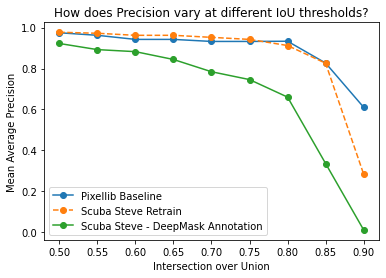 How does Precision vary at different IoU thresholds?
Mean Average Precision
1.0
0.8
0.6
0.4
0.2
0.0
Pixellib Baseline
Scuba Steve Retrain
Scuba Steve - DeepMask Annotation
0.50 0.55 0.60 0.65 0.70 0.75 0.80 0.85 0.90
Intersection over Union